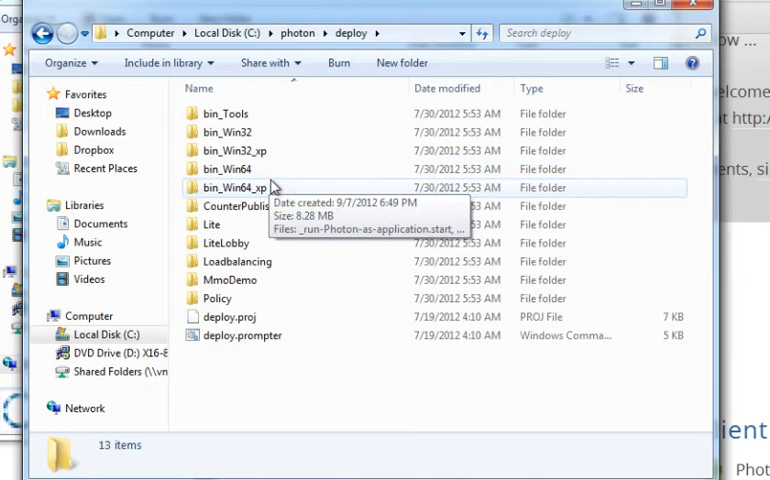 Orga
ow ...
Computer Local Disk (C:) photon deploy Search deploy
elcome
Organize Include in library Share with Burn New folder
at http:/
Name Date modified Type Size
Favorites
Desktop
Downloads
Dropbox
Recent Places
Libraries
Documents
Music
Pictures
Videos
Computer
Local Disk (C:)
DVD Drive (D:) X16-8
Shared Folders (\\vn
Network
bin_Tools 7/30/2012 5:53 AM File folder
bin_Win32 7/30/2012 5:53 AM File folder
bin_Win32_xp 7/30/2012 5:53 AM File folder
bin_Win64 7/30/2012 5:53 AM File folder
bin_Win64_xp 7/30/2012 5:53 AM File folder
CounterPublis 7/30/2012 5:53 AM File folder
Lite 7/30/2012 5:53 AM File folder
LiteLobby 7/30/2012 5:53 AM File folder
Loadbalancing 7/30/2012 5:53 AM File folder
MmoDemo 7/30/2012 5:53 AM File folder
Policy 7/30/2012 5:53 AM File folder
deploy.proj 7/19/2012 4:10 AM PROJ File 7 KB
deploy.prompter 7/19/2012 4:10 AM Windows Comma... 5 KB
Date created: 9/7/2012 6:49 PM
Size: 8.28 MB
Files: _run-Photon-as-application.start, ...
ents, si
13 items
ient
Phot